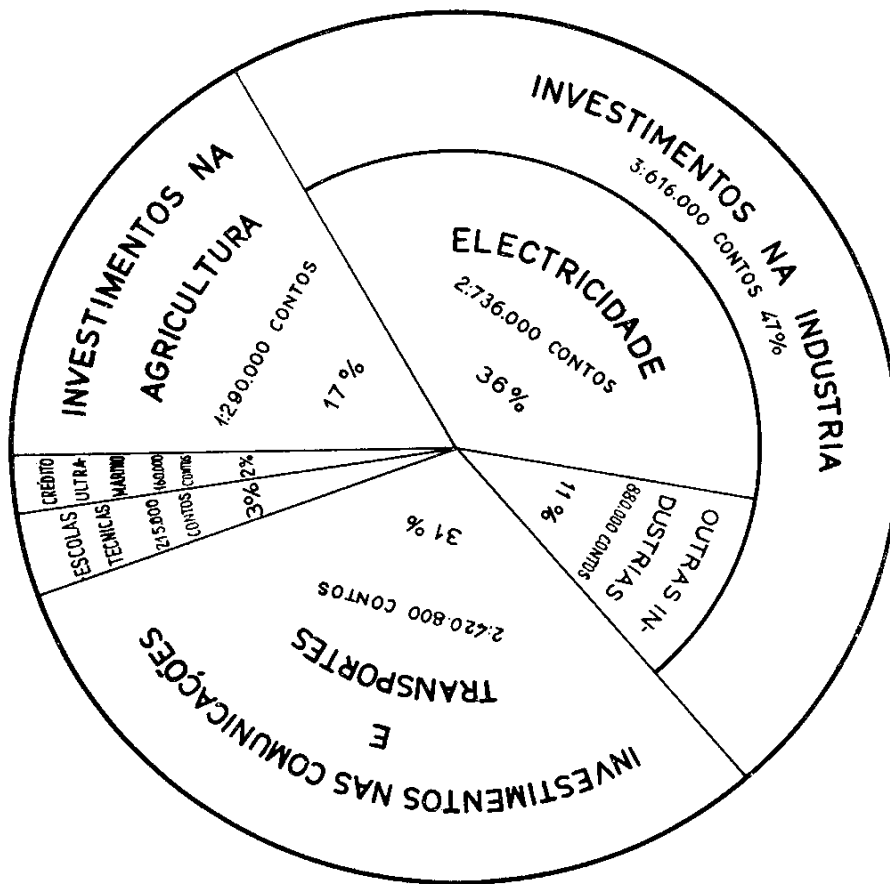 INVESTIMENTOS NA INDUSTRIA
3:616.000 CONTOS 47%
ELECTRICIDADE
2:736.000 CONTOS
36%
OUTRAS IN-
DUSTRIAS
880.000 CONTOS
11%
INVESTIMENTOS NAS COMUNICAÇÕES
E
TRANSPORTES
2:420.800 CONTOS
31%
ESCOLAS
TECNICAS
245.000
CONTOS
3%
CRÉDITO
ULTRA-
MARINO
160.000
CONTOS
2%
INVESTIMENTOS NA
AGRICULTURA
1:290.000 CONTOS
17%